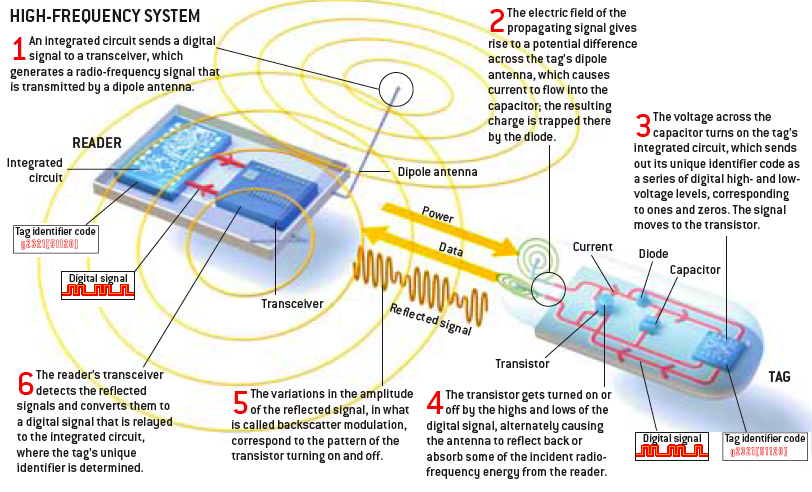 HIGH-FREQUENCY SYSTEM
1 An integrated circuit sends a digital
signal to a transceiver, which
generates a radio-frequency signal that
is transmitted by a dipole antenna.
2 The electric field of the
propagating signal gives
rise to a potential difference
across the tag's dipole
antenna, which causes
current to flow into the
capacitor; the resulting
charge is trapped there
by the diode.
3 The voltage across the
capacitor turns on the tag's
integrated circuit, which sends
out its unique identifier code as
a series of digital high- and low-
voltage levels, corresponding
to ones and zeros. The signal
moves to the transistor.
READER
Integrated
circuit
Dipole antenna
Tag identifier code
Digital signal
Transceiver
Power
Data
Reflected signal
Current
Diode
Capacitor
Transistor
TAG
6 The reader's transceiver
detects the reflected
signals and converts them to
a digital signal that is relayed
to the integrated circuit,
where the tag's unique
identifier is determined.
5 The variations in the amplitude
of the reflected signal, in what
is called backscatter modulation,
correspond to the pattern of the
transistor turning on and off.
4 The transistor gets turned on or
off by the highs and lows of the
digital signal, alternately causing
the antenna to reflect back or
absorb some of the incident radio-
frequency energy from the reader.
Digital signal
Tag identifier code